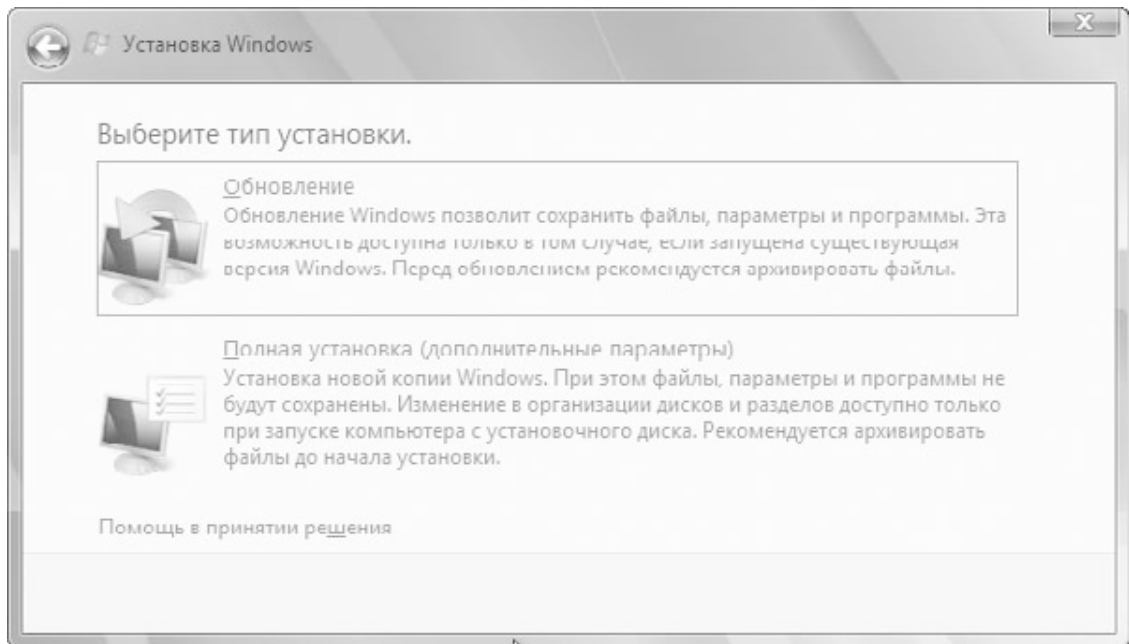 Установка Windows
Выберите тип установки.
Обновление
Обновление Windows позволит сохранить файлы, параметры и программы. Эта
возможность доступна только в том случае, если запущена существующая
версия Windows. Перед обновлением рекомендуется архивировать файлы.
Полная установка (дополнительные параметры)
Установка новой копии Windows. При этом файлы, параметры и программы не
будут сохранены. Изменение в организации дисков и разделов доступно только
при запуске компьютера с установочного диска. Рекомендуется архивировать
файлы до начала установки.
Помощь в принятии решения